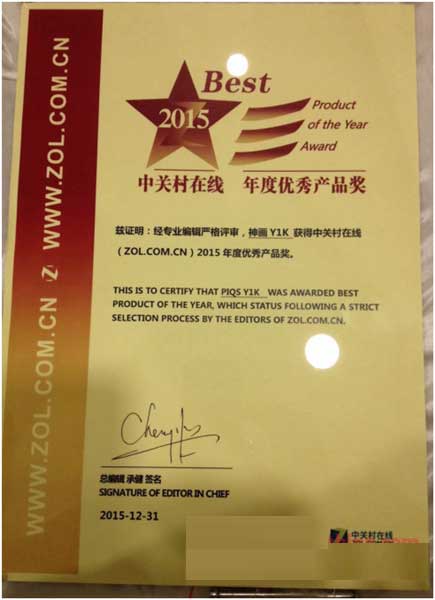 WWW.ZOL.COM.CN
WWW.ZOL.COM.CN
Best
2015
Product
of the Year
Award
中关村在线 年度优秀产品奖
兹证明：经专业编辑严格评审，神画 Y1K 获得中关村在线
（ZOL.COM.CN）2015 年度优秀产品奖。
THIS IS TO CERTIFY THAT PIQS Y1K WAS AWARDED BEST
PRODUCT OF THE YEAR, WHICH STATUS FOLLOWING A STRICT
SELECTION PROCESS BY THE EDITORS OF ZOL.COM.CN.
总编辑 承健 签名
SIGNATURE OF EDITOR IN CHIEF
2015-12-31
中关村在线